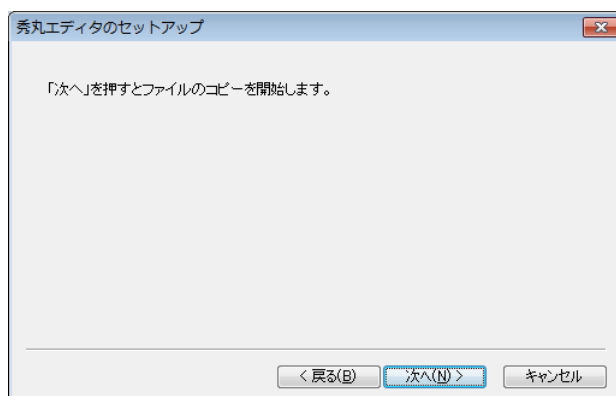 秀丸エディタのセットアップ
「次へ」を押すとファイルのコピーを開始します。
< 戻る(B)
次へ(N) >
キャンセル